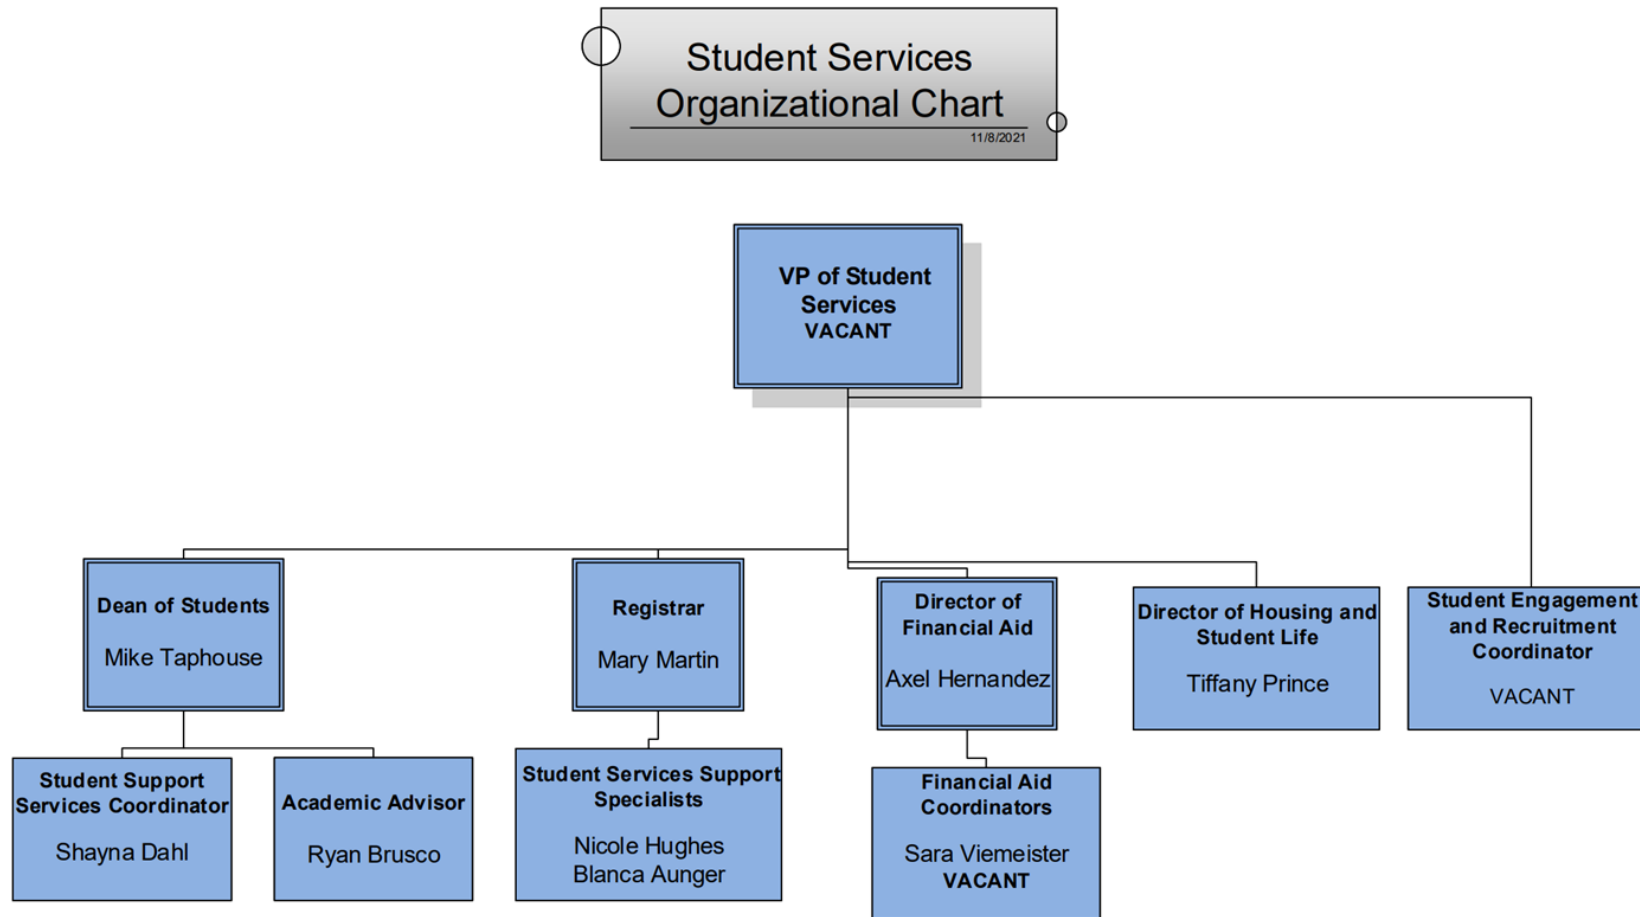 Student Services
Organizational Chart
11/8/2021
VP of Student
Services
VACANT
Dean of Students
Mike Taphouse
Registrar
Mary Martin
Director of
Financial Aid
Axel Hernandez
Director of Housing and
Student Life
Tiffany Prince
Student Engagement
and Recruitment
Coordinator
VACANT
Student Support
Services Coordinator
Shayna Dahl
Academic Advisor
Ryan Brusco
Student Services Support
Specialists
Nicole Hughes
Blanca Aunger
Financial Aid
Coordinators
Sara Viemeister
VACANT